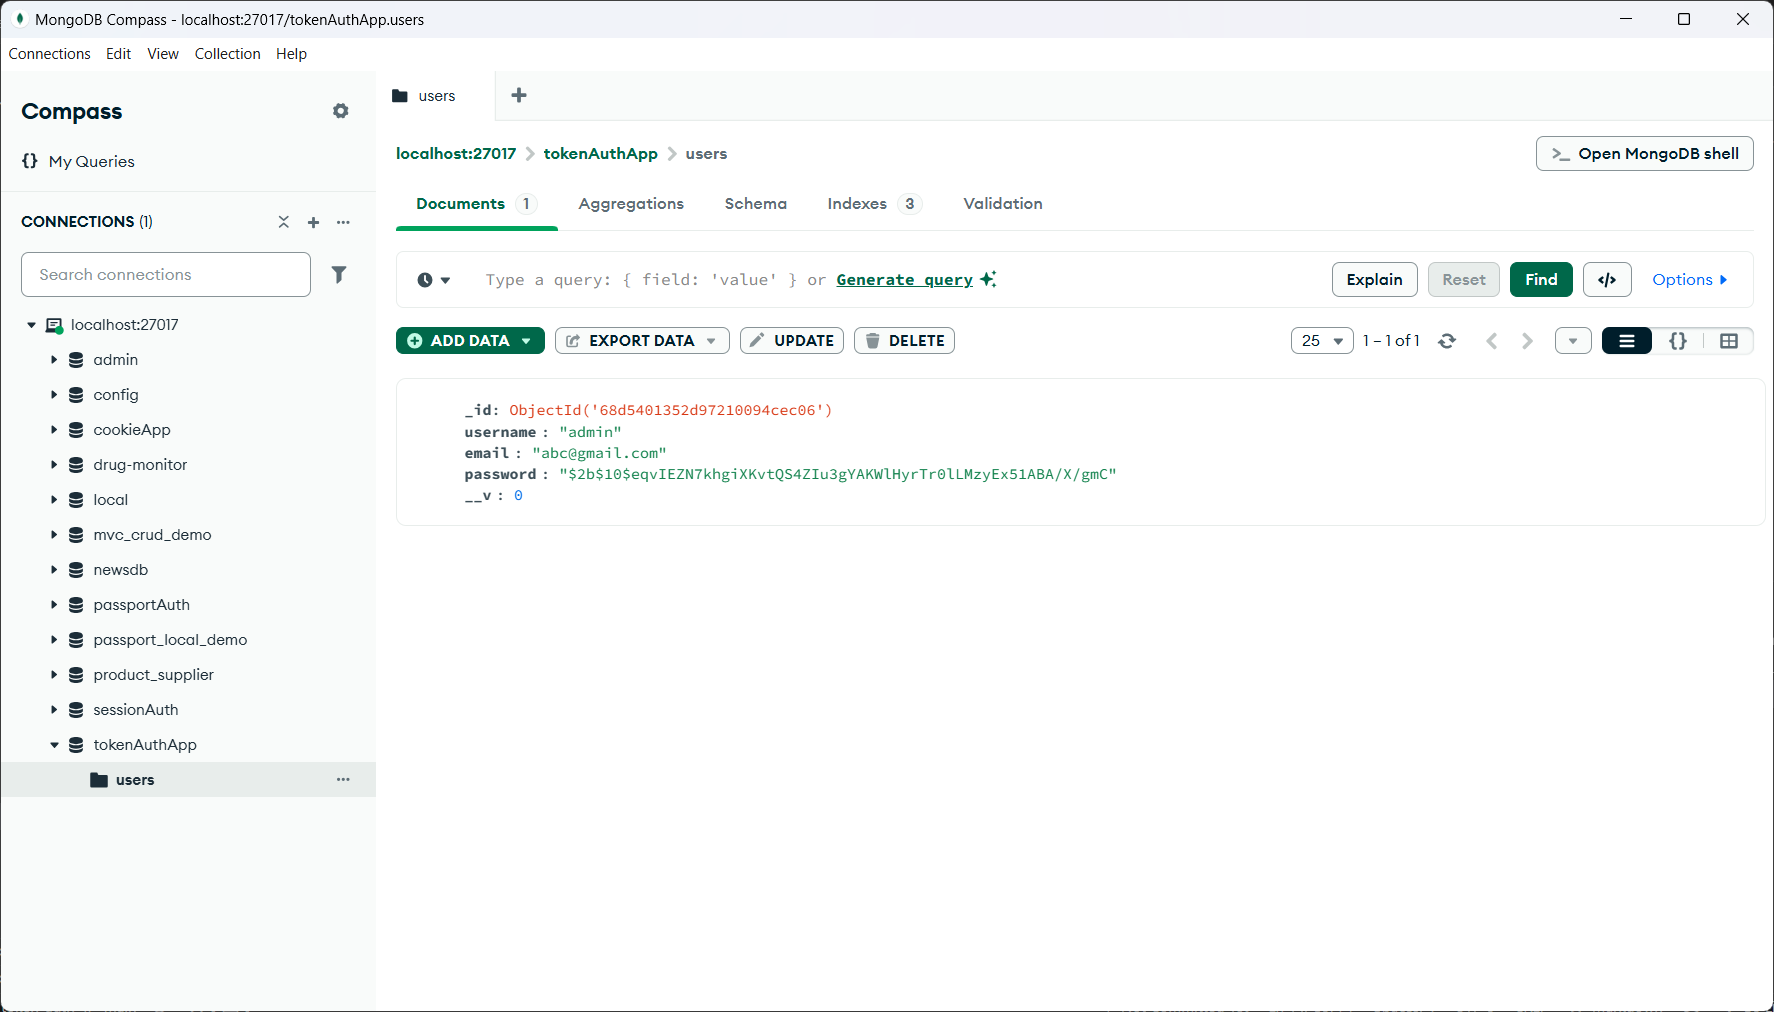 MongoDB Compass - localhost:27017/tokenAuthApp.users
Connections Edit View Collection Help
Compass
My Queries
CONNECTIONS (1)
Search connections
localhost:27017
admin
config
cookieApp
drug-monitor
local
mvc_crud_demo
newsdb
passportAuth
passport_local_demo
product_supplier
sessionAuth
tokenAuthApp
users
users
localhost:27017 > tokenAuthApp > users
>_ Open MongoDB shell
Documents 1 Aggregations Schema Indexes 3 Validation
Type a query: { field: 'value' } or Generate query
Explain Reset Find </> Options
ADD DATA EXPORT DATA UPDATE DELETE
25 1 – 1 of 1 {}
_id: ObjectId('68d5401352d97210094cec06')
username : "admin"
email : "abc@gmail.com"
password : "$2b$10$eqvIEZN7khgiXKvtQS4ZIu3gYAKWlHyrTr0lLMzyEx51ABA/X/gmC"
__v : 0